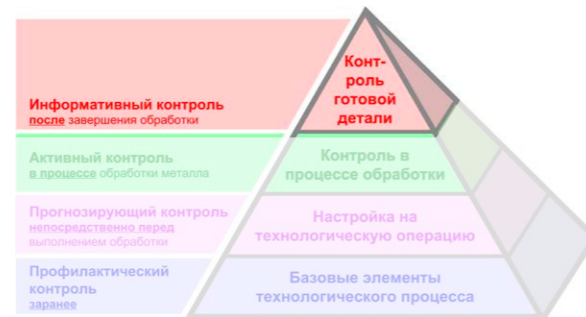 Информативный контроль
после завершения обработки
Конт-
роль
готовой
детали
Активный контроль
в процессе обработки металла
Контроль в
процессе обработки
Прогнозирующий контроль
непосредственно перед
выполнением обработки
Настройка на
технологическую операцию
Профилактический
контроль
заранее
Базовые элементы
технологического процесса